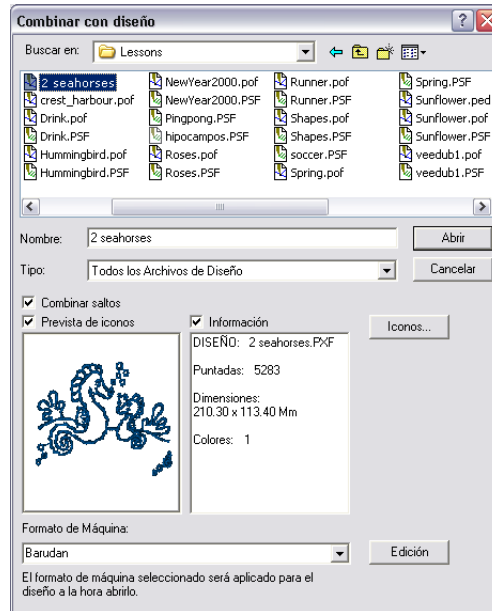 Combinar con diseño
Buscar en: Lessons
2 seahorses NewYear2000.pof Runner.pof Spring.PSF
crest_harbour.pof NewYear2000.PSF Runner.PSF Sunflower.ped
Drink.pof Pingpong.PSF Shapes.pof Sunflower.pof
Drink.PSF hipocampos.PSF Shapes.PSF Sunflower.PSF
Hummingbird.pof Roses.pof soccer.PSF veedub1.pof
Hummingbird.PSF Roses.PSF Spring.pof veedub1.PSF
Nombre: 2 seahorses Abrir
Tipo: Todos los Archivos de Diseño Cancelar
Combinar saltos
Prevista de iconos Información Iconos...
DISEÑO: 2 seahorses.PXF
Puntadas: 5283
Dimensiones:
210.30 x 113.40 Mm
Colores: 1
Formato de Máquina:
Barudan Edición
El formato de máquina seleccionado será aplicado para el
diseño a la hora abrirlo.